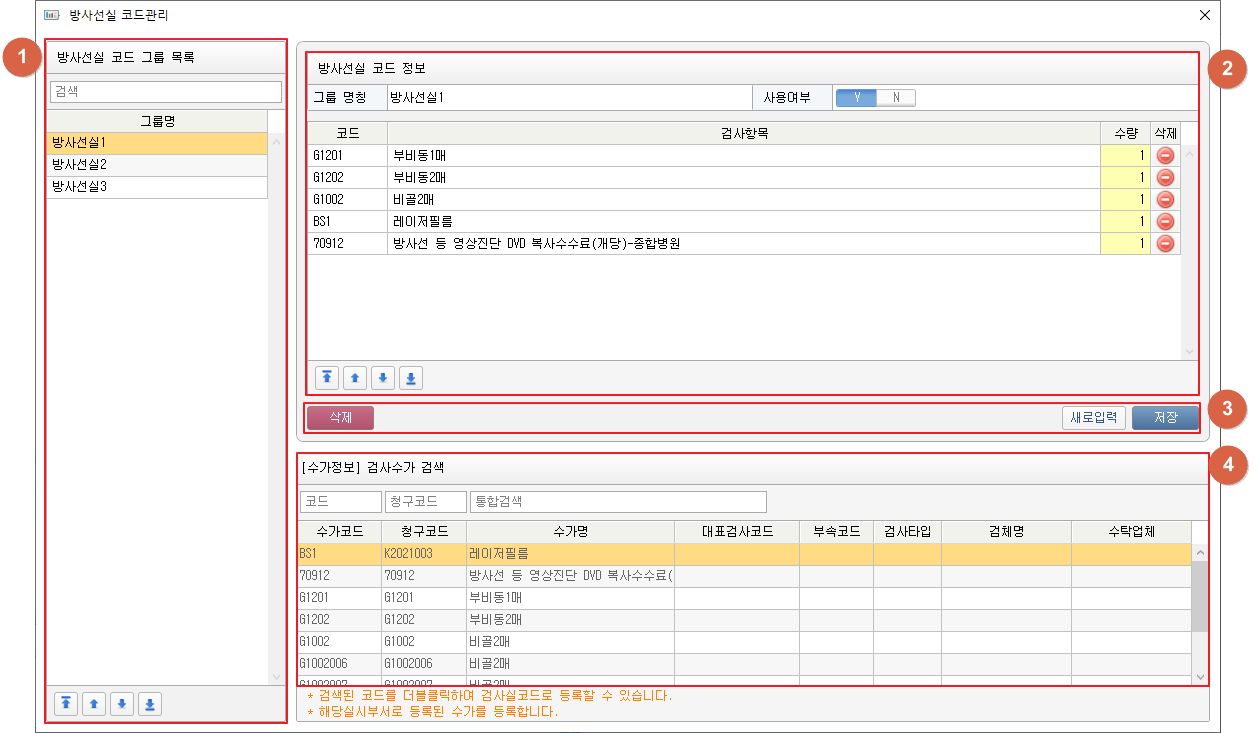 방사선실 코드관리
1
방사선실 코드 그룹 목록
검색
그룹명
방사선실1
방사선실2
방사선실3
2
방사선실 코드 정보
그룹 명칭 방사선실1 사용여부 Y N
코드 검사항목 수량 삭제
G1201 부비동1매 1
G1202 부비동2매 1
G1002 비골2매 1
BS1 레이저필름 1
70912 방사선 등 영상진단 DVD 복사수수료(개당)-종합병원 1
3
삭제 새로입력 저장
4
[수가정보] 검사수가 검색
코드 청구코드 통합검색
수가코드 청구코드 수가명 대표검사코드 부속코드 검사타입 검체명 수탁업체
BS1 K2021003 레이저필름
70912 70912 방사선 등 영상진단 DVD 복사수수료(
G1201 G1201 부비동1매
G1202 G1202 부비동2매
G1002 G1002 비골2매
G1002006 G1002006 비골2매
G1002007 G1002007 비골2매
* 검색된 코드를 더블클릭하여 검사실코드로 등록할 수 있습니다.
* 해당실시부서로 등록된 수가를 등록합니다.